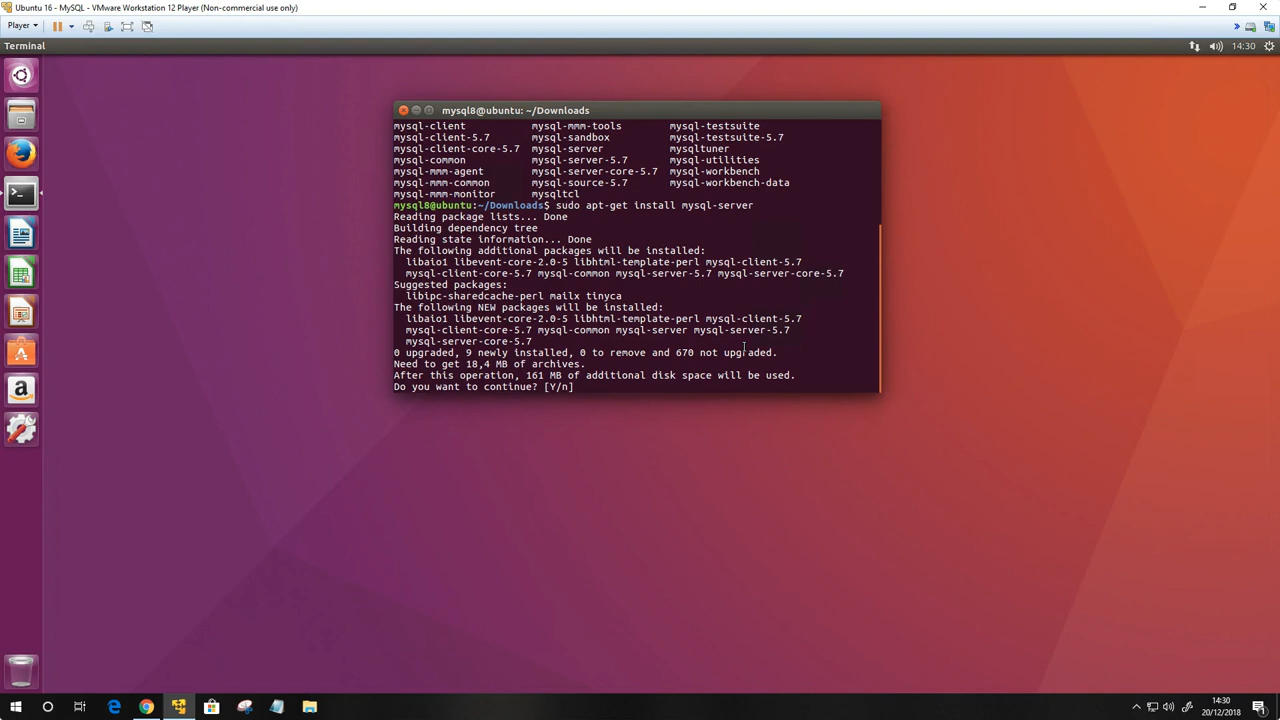 Ubuntu 16 - MySQL - VMware Workstation 12 Player (Non-commercial use only)
Player
Terminal
14:30
mysql8@ubuntu: ~/Downloads
mysql-client mysql-mmm-tools mysql-testsuite
mysql-client-5.7 mysql-sandbox mysql-testsuite-5.7
mysql-client-core-5.7 mysql-server mysqltuner
mysql-common mysql-server-5.7 mysql-utilities
mysql-mmm-agent mysql-server-core-5.7 mysql-workbench
mysql-mmm-common mysql-source-5.7 mysql-workbench-data
mysql-mmm-monitor mysqltcl
mysql8@ubuntu:~/Downloads$ sudo apt-get install mysql-server
Reading package lists... Done
Building dependency tree
Reading state information... Done
The following additional packages will be installed:
libaio1 libevent-core-2.0-5 libhtml-template-perl mysql-client-5.7
mysql-client-core-5.7 mysql-common mysql-server-5.7 mysql-server-core-5.7
Suggested packages:
libipc-sharedcache-perl mailx tinyca
The following NEW packages will be installed:
libaio1 libevent-core-2.0-5 libhtml-template-perl mysql-client-5.7
mysql-client-core-5.7 mysql-common mysql-server mysql-server-5.7
mysql-server-core-5.7
0 upgraded, 9 newly installed, 0 to remove and 670 not upgraded.
Need to get 18,4 MB of archives.
After this operation, 161 MB of additional disk space will be used.
Do you want to continue? [Y/n]
14:30
20/12/2018